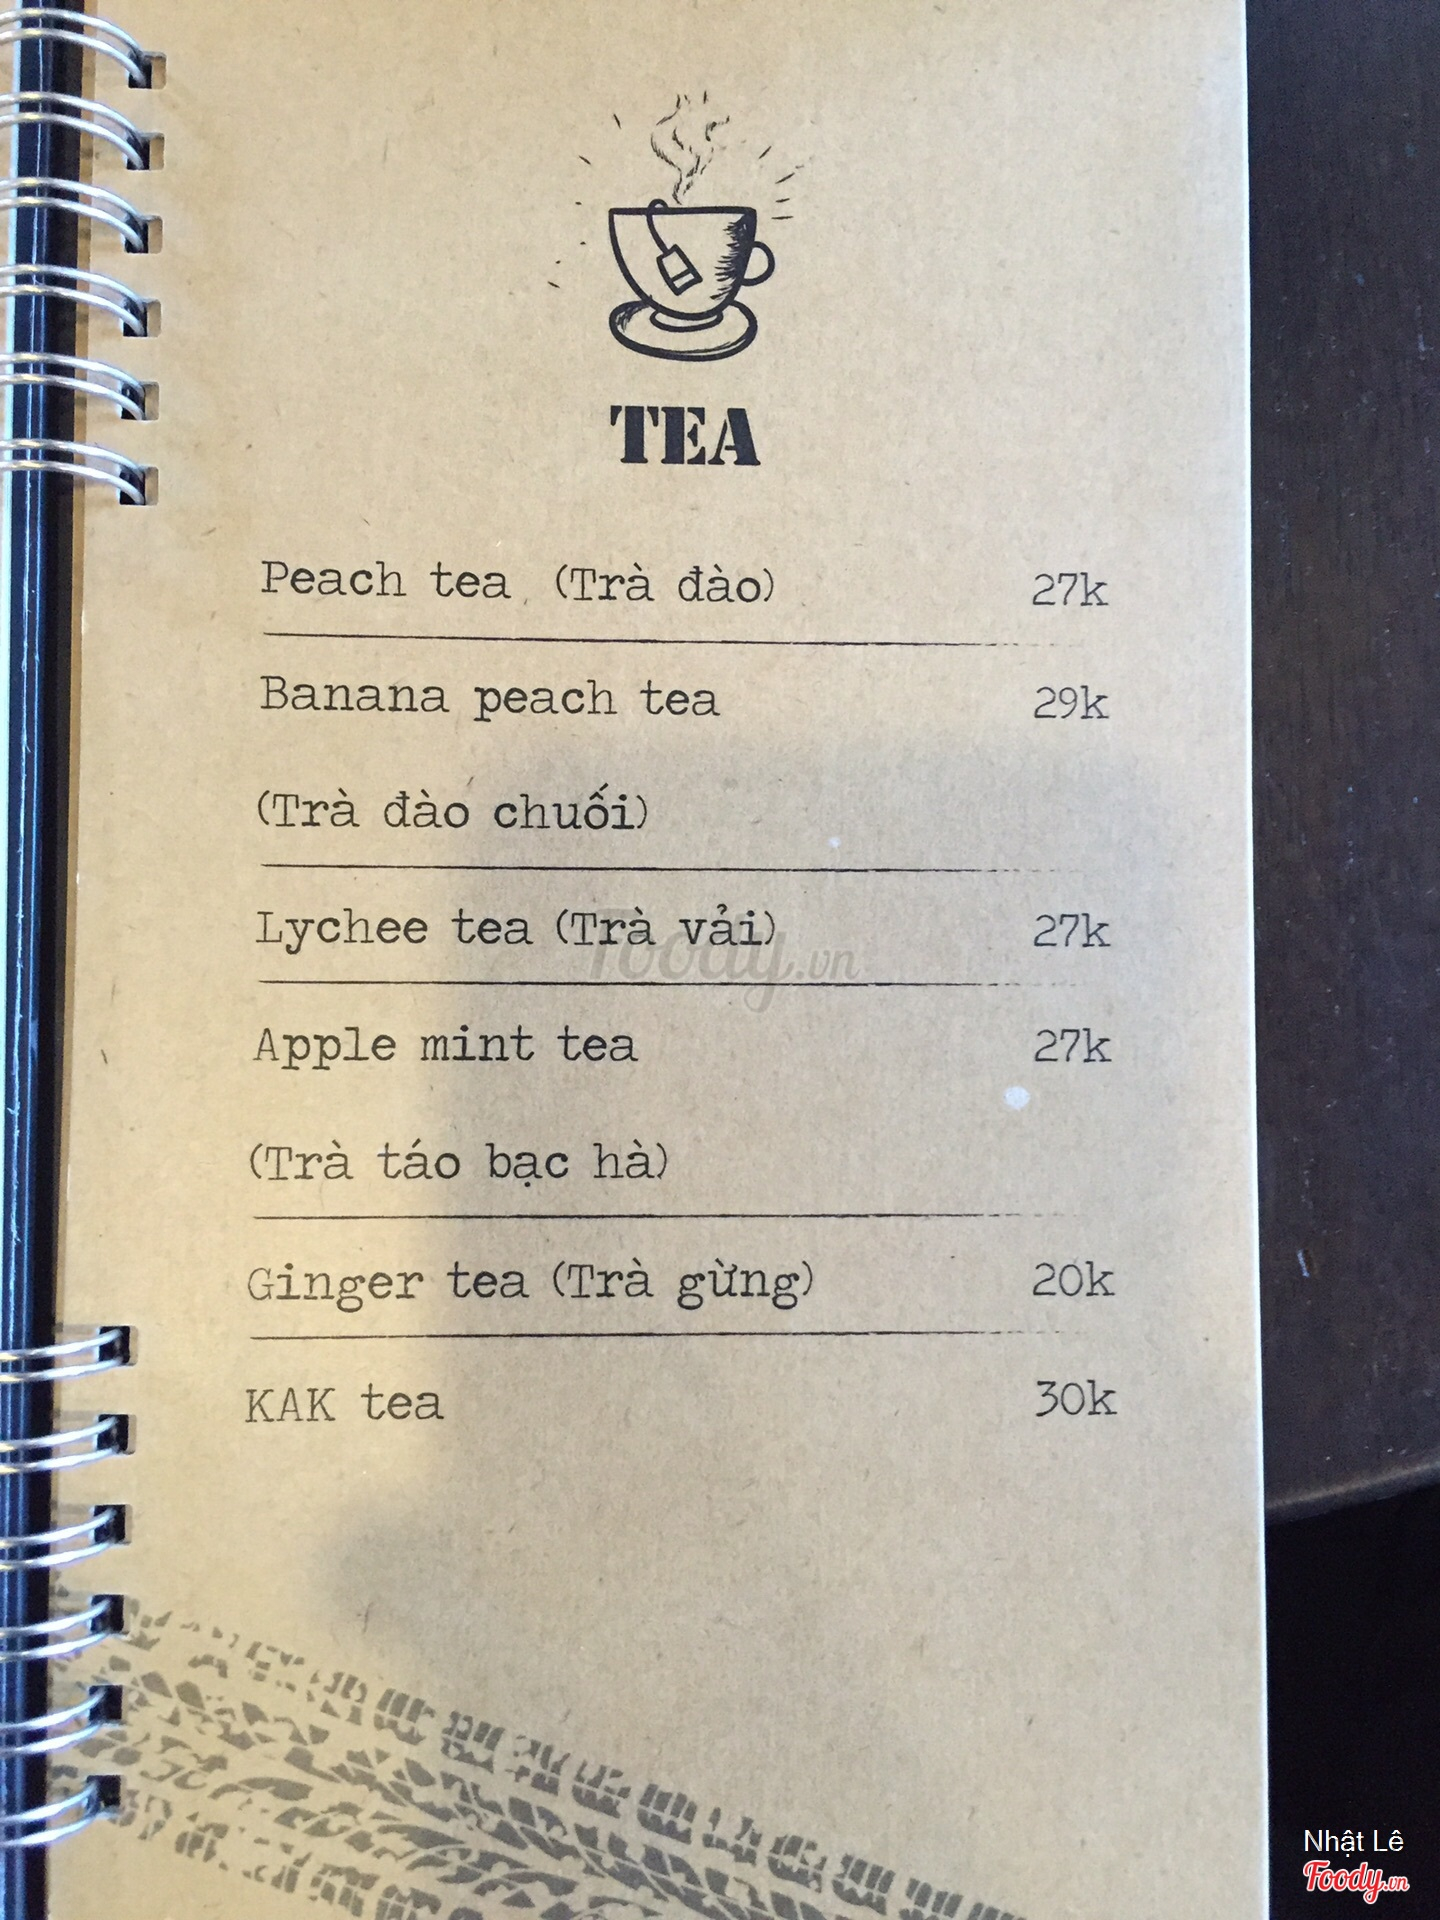 TEA
Peach tea (Trà đào) 27k
Banana peach tea 29k
(Trà đào chuối)
Lychee tea (Trà vải) 27k
Foody.vn
Apple mint tea 27k
(Trà táo bạc hà)
Ginger tea (Trà gừng) 20k
KAK tea 30k
Nhật Lê
Foody.vn